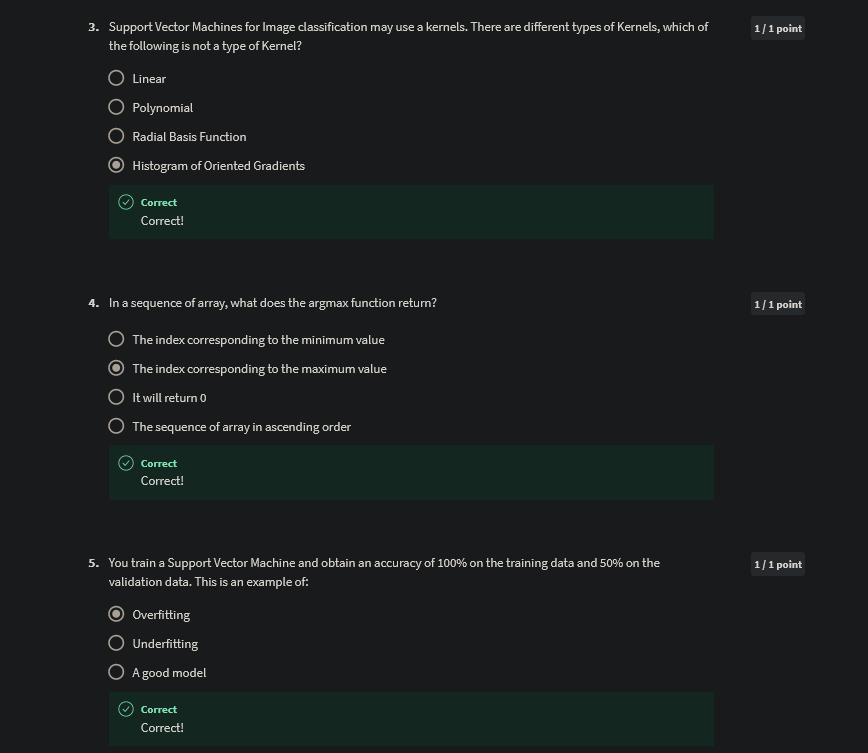 3. Support Vector Machines for Image classification may use a kernels. There are different types of Kernels, which of
the following is not a type of Kernel?
1 / 1 point
Linear
Polynomial
Radial Basis Function
Histogram of Oriented Gradients
Correct
Correct!
4. In a sequence of array, what does the argmax function return?
1 / 1 point
The index corresponding to the minimum value
The index corresponding to the maximum value
It will return 0
The sequence of array in ascending order
Correct
Correct!
5. You train a Support Vector Machine and obtain an accuracy of 100% on the training data and 50% on the
validation data. This is an example of:
1 / 1 point
Overfitting
Underfitting
A good model
Correct
Correct!